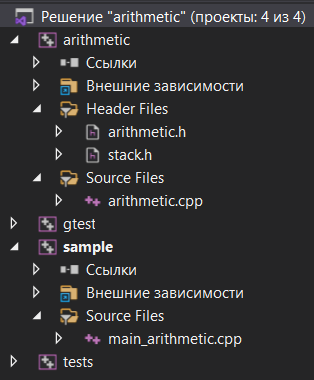 Решение "arithmetic" (проекты: 4 из 4)
arithmetic
Ссылки
Внешние зависимости
Header Files
arithmetic.h
stack.h
Source Files
arithmetic.cpp
gtest
sample
Ссылки
Внешние зависимости
Source Files
main_arithmetic.cpp
tests